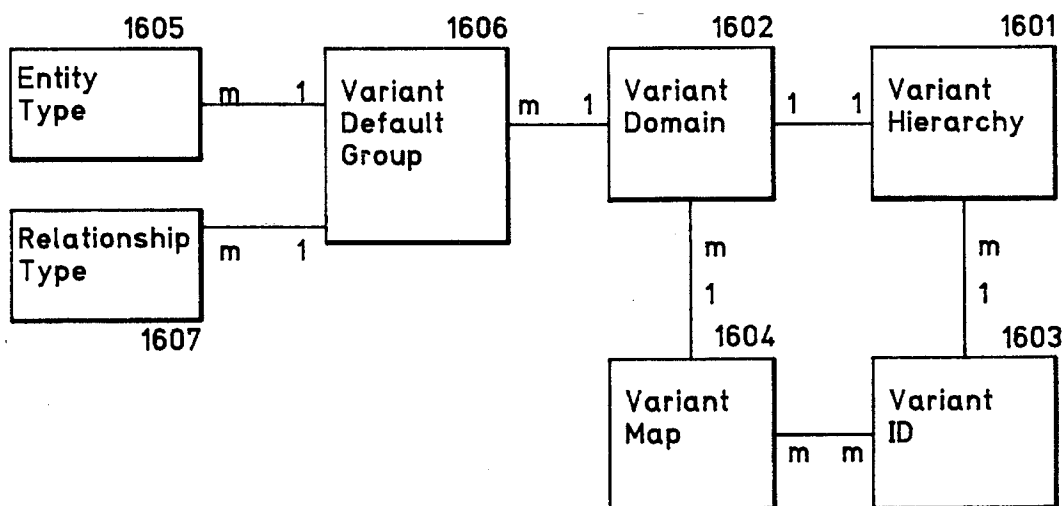 1605
Entity
Type
m 1
1606
Variant
Default
Group
m 1
1602
Variant
Domain
1 1
1601
Variant
Hierarchy
Relationship
Type
1607
m 1
m
1
m
1
1604
Variant
Map
m m
1603
Variant
ID